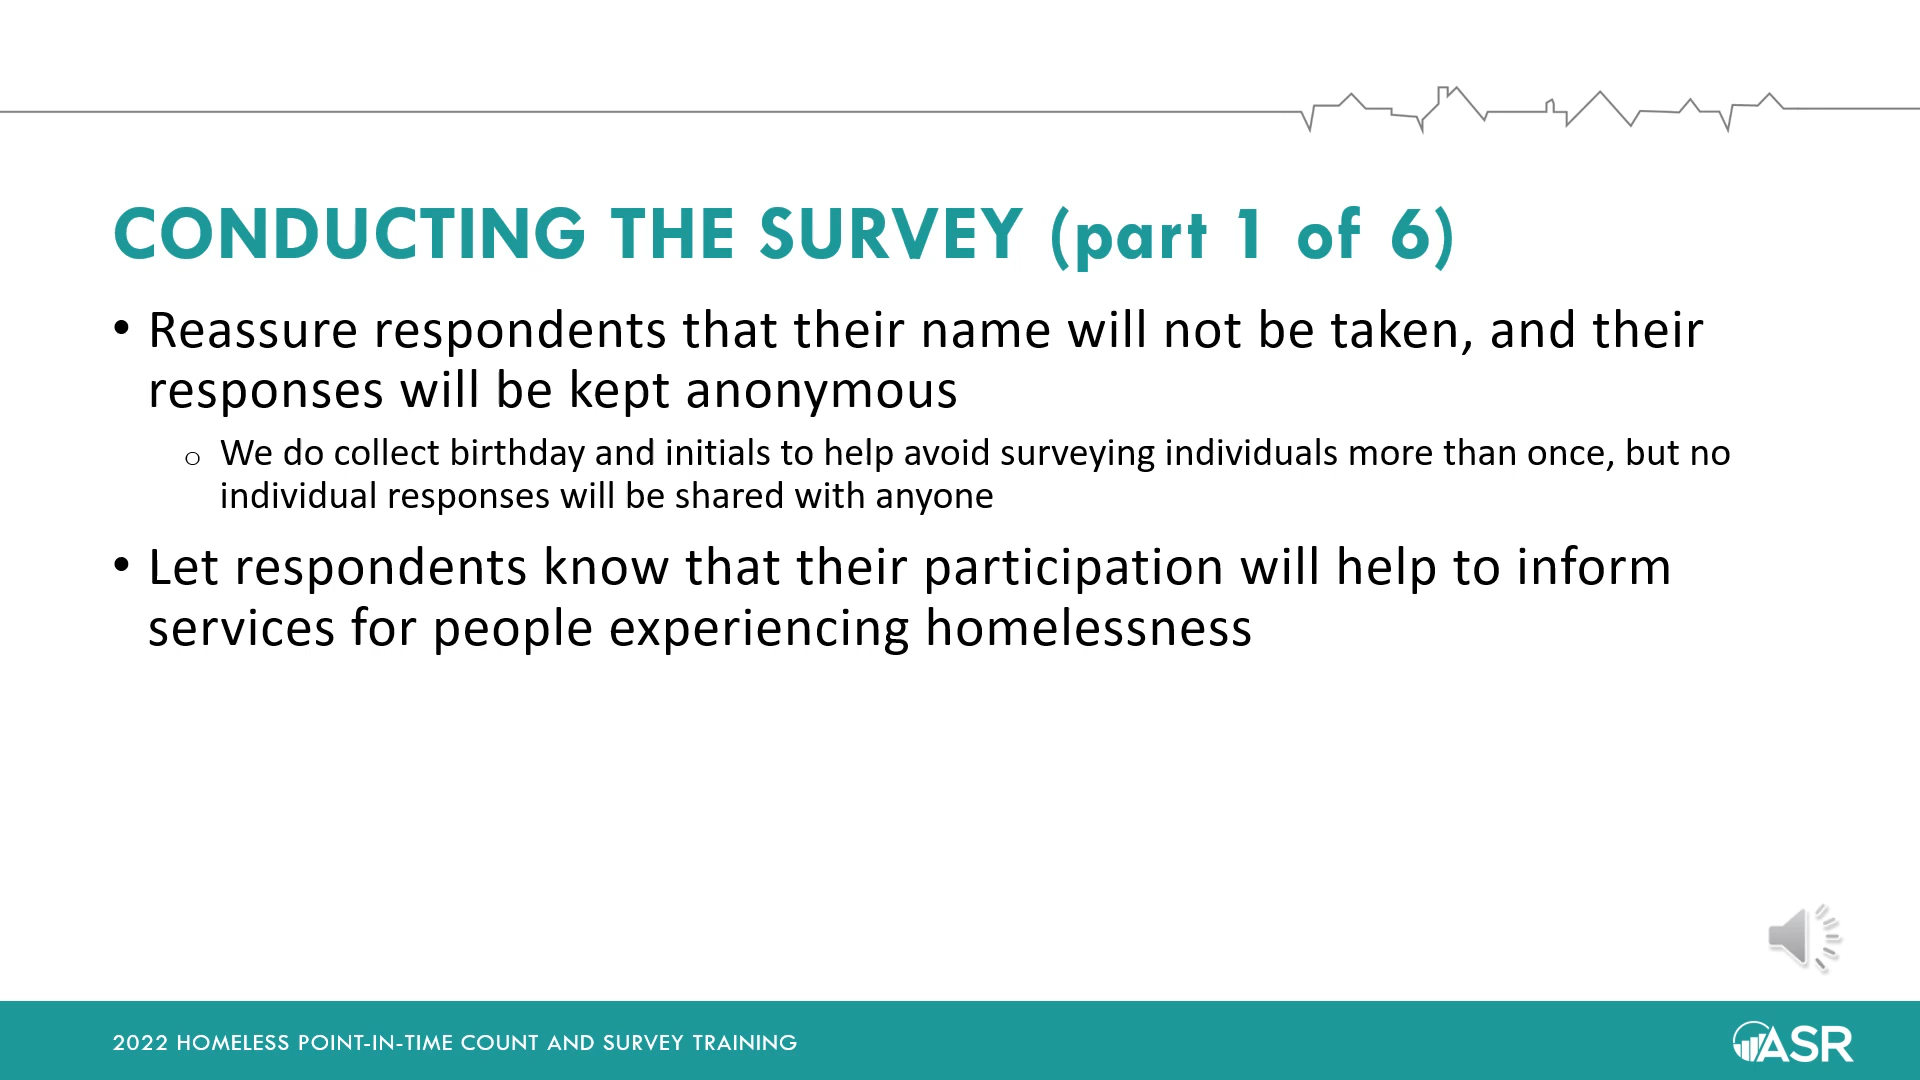 CONDUCTING THE SURVEY (part 1 of 6)
• Reassure respondents that their name will not be taken, and their
responses will be kept anonymous
o We do collect birthday and initials to help avoid surveying individuals more than once, but no
individual responses will be shared with anyone
• Let respondents know that their participation will help to inform
services for people experiencing homelessness
2022 HOMELESS POINT-IN-TIME COUNT AND SURVEY TRAINING
ASR